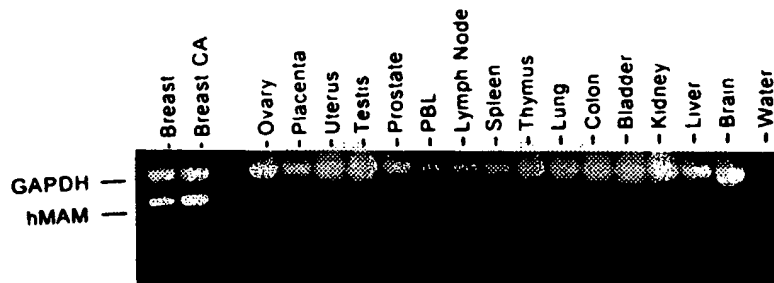 - Breast
- Breast CA
- Ovary
- Placenta
- Uterus
- Testis
- Prostate
- PBL
- Lymph Node
- Spleen
- Thymus
- Lung
- Colon
- Bladder
- Kidney
- Liver
- Brain
- Water
GAPDH —
hMAM —